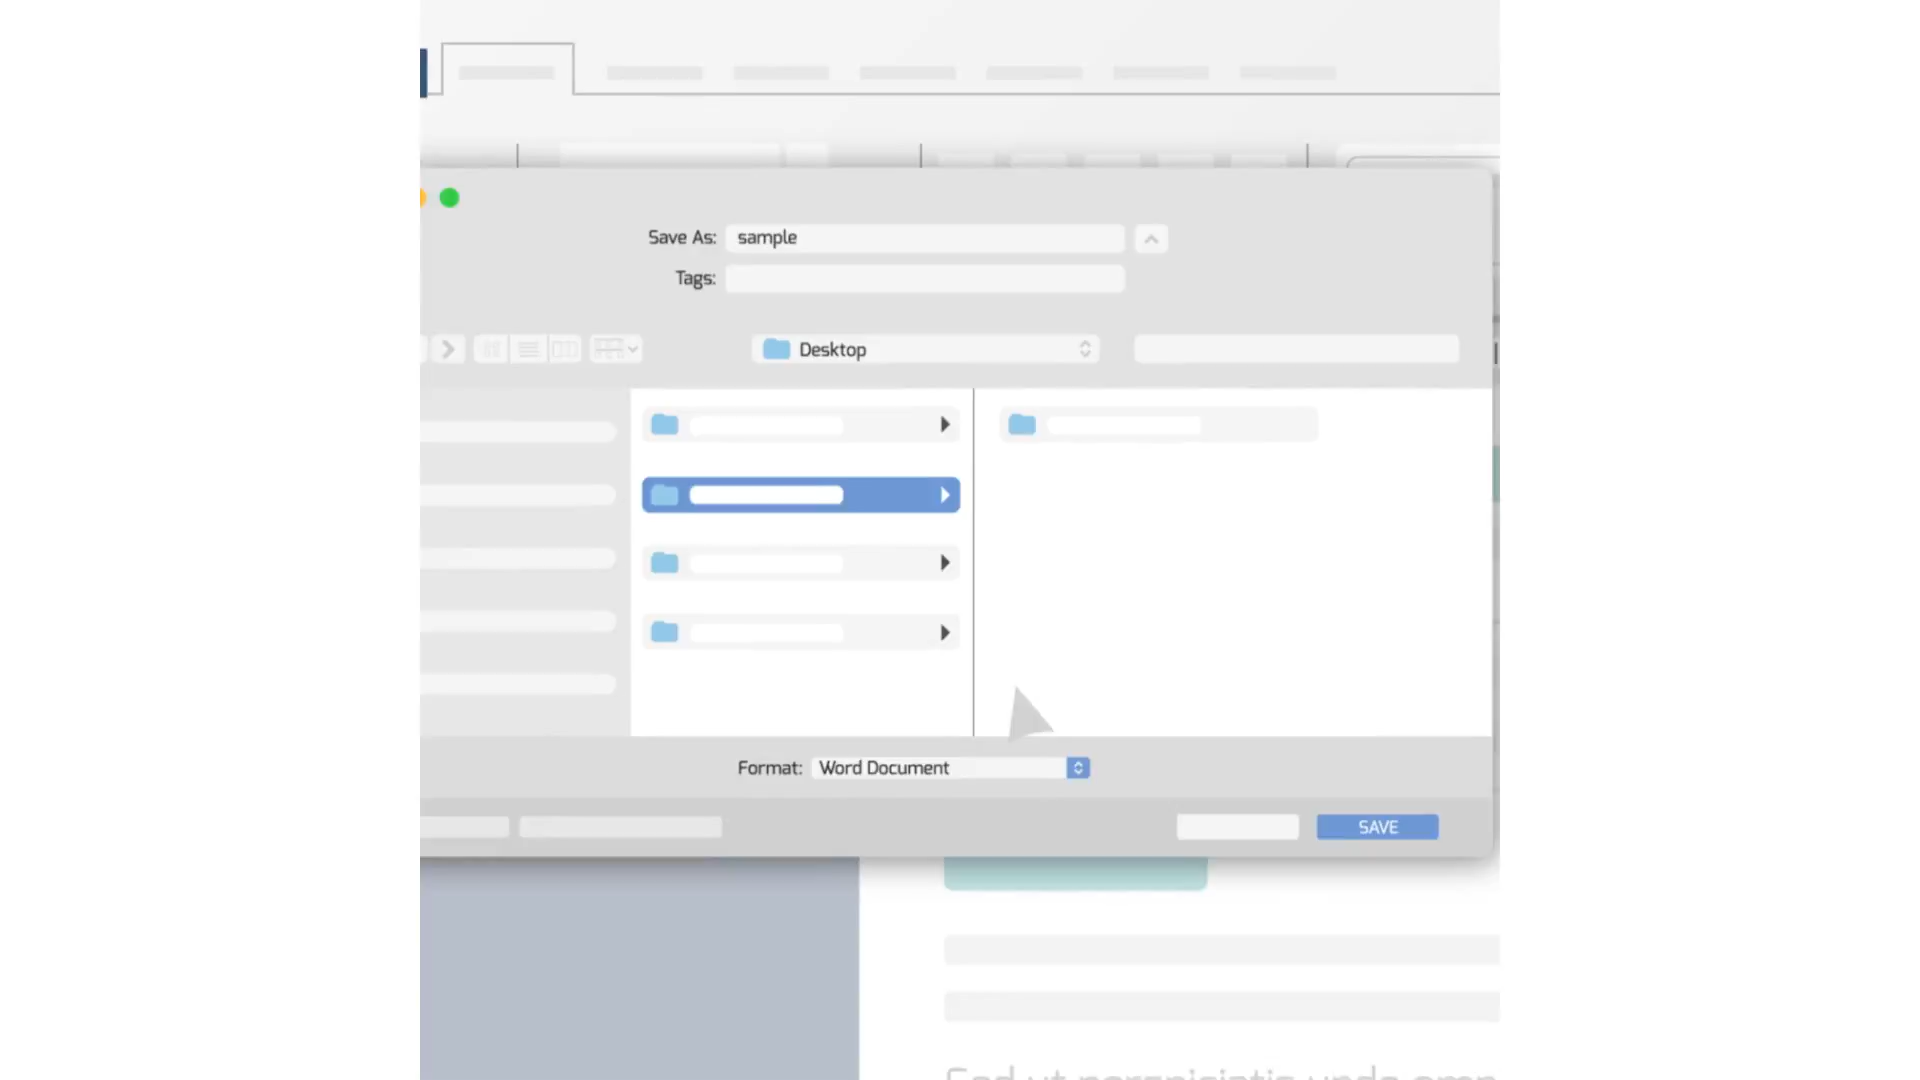 Save As: sample
Tags:
Desktop
Format: Word Document
SAVE